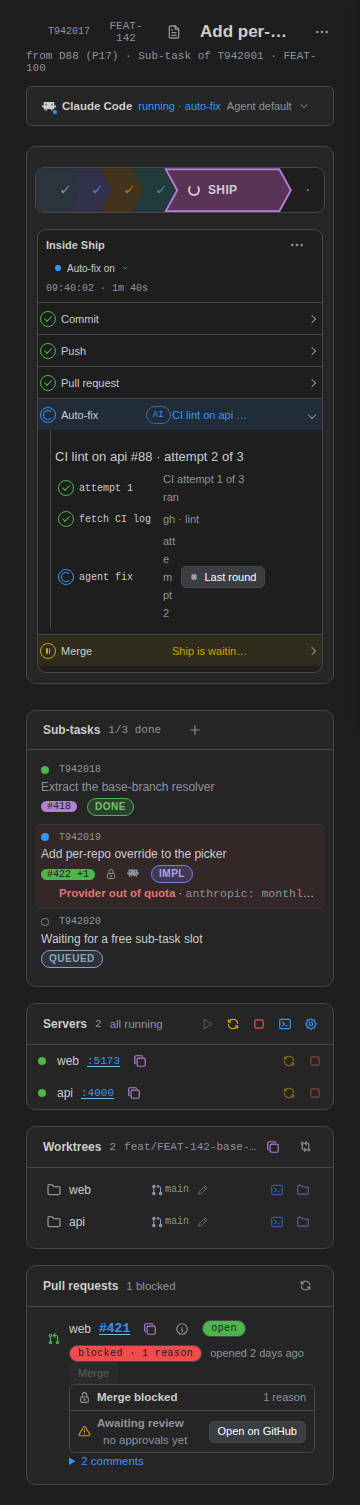 T942017 FEAT-142 Add per-…
from D88 (P17) · Sub-task of T942001 · FEAT-
100
Claude Code running · auto-fix Agent default
SHIP
Inside Ship
Auto-fix on
09:40:02 · 1m 40s
Commit
Push
Pull request
Auto-fix AI CI lint on api …
CI lint on api #88 · attempt 2 of 3
attempt 1 CI attempt 1 of 3 ran
fetch CI log gh · lint
agent fix attempt 2 Last round
Merge Ship is waitin…
Sub-tasks 1/3 done
T942018
Extract the base-branch resolver
#418 DONE
T942019
Add per-repo override to the picker
#422 +1 IMPL
Provider out of quota · anthropic: monthl…
T942020
Waiting for a free sub-task slot
QUEUED
Servers 2 all running
web :5173
api :4000
Worktrees 2 feat/FEAT-142-base-…
web main
api main
Pull requests 1 blocked
web #421 open
blocked · 1 reason opened 2 days ago
Merge
Merge blocked 1 reason
Awaiting review
no approvals yet
Open on GitHub
2 comments